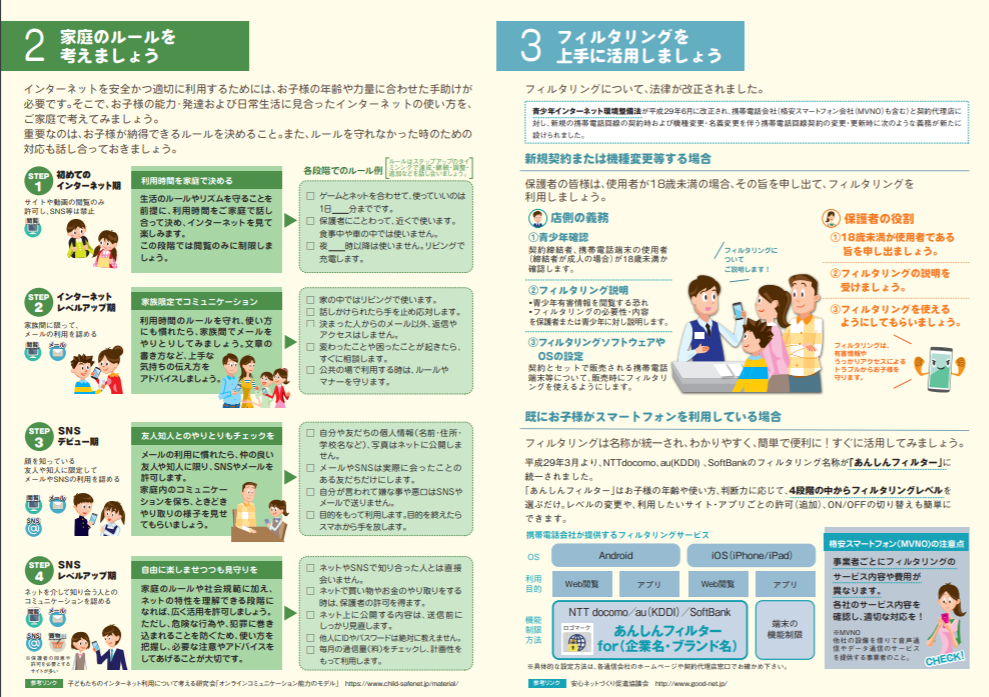 2 家庭のルールを
考えましょう
インターネットを安全かつ適切に利用するためには、お子様の年齢や力量に合わせた手助けが
必要です。そこで、お子様の能力・発達および日常生活に見合ったインターネットの使い方を、
ご家庭で考えてみましょう。
重要なのは、お子様が納得できるルールを決めること。また、ルールを守れなかった時のための
対応も話し合っておきましょう。
STEP
1
初めての
インターネット期
サイトや動画の閲覧のみ
許可し、SNS等は禁止
閲覧
利用時間を家庭で決める
生活のルールやリズムを守ることを
前提に、利用時間をご家庭で話し
合って決め、インターネットを見て
楽しみます。
この段階では閲覧のみに制限しま
しょう。
各段階でのルール例
ルールはステップアップのタイ
ミングで達成・継続・調整・
追加などを話し合いましょう。
□ ゲームとネットを合わせて、使っていいのは
1日___分までです。
□ 保護者にことわって、近くで使います。
食事中や車の中では使いません。
□ 夜___時以降は使いません。リビングで
充電します。
STEP
2
インターネット
レベルアップ期
家族間に限って、
メールの利用を認める
閲覧 メール
家族限定でコミュニケーション
利用時間のルールを守れ、使い方
にも慣れたら、家族間でメールを
やりとりしてみましょう。文章の
書き方など、上手な
気持ちの伝え方を
アドバイスしましょう。
□ 家の中ではリビングで使います。
□ 話しかけられたら手を止め応対します。
□ 決まった人からのメール以外、返信や
アクセスはしません。
□ 変わったことや困ったことが起きたら、
すぐに相談します。
□ 公共の場で利用する時は、ルールや
マナーを守ります。
STEP
3
SNS
デビュー期
顔を知っている
友人や知人に限定して
メールやSNSの利用を認める
閲覧 メール
SNS
友人知人とのやりとりもチェックを
メールの利用に慣れたら、仲の良い
友人や知人に限り、SNSやメールを
許可します。
家庭内のコミュニケー
ションを保ち、ときどき
やり取りの様子を見せ
てもらいましょう。
□ 自分や友だちの個人情報（名前・住所・
学校名など）、写真はネットに公開しま
せん。
□ メールやSNSは実際に会ったことの
ある友だちだけにします。
□ 自分が言われて嫌な事や悪口はSNSや
メールで送りません。
□ 目的をもって利用します。目的を終えたら
スマホから手を放します。
STEP
4
SNS
レベルアップ期
ネットを介して知り合う人との
コミュニケーションを認める
閲覧 メール
SNS 買物
※保護者の同意や
許可を必要とする
サイトが多い
自由に楽しませつつも見守りを
家庭のルールや社会規範に加え、
ネットの特性を理解できる段階に
なれば、広く活用を許可しましょう。
ただし、危険な行為や、犯罪に巻き
込まれることを防ぐため、使い方を
把握し、必要な注意やアドバイスを
してあげることが大切です。
□ ネットやSNSで知り合った人とは直接
会いません。
□ ネットで買い物やお金のやり取りをする
時は、保護者の許可を得ます。
□ ネット上に公開する内容は、送信前に
しっかり見直します。
□ 他人にIDやパスワードは絶対に教えません。
□ 毎月の通信量（料）をチェックし、計画性を
もって利用します。
参考リンク 子どもたちのインターネット利用について考える研究会「オンラインコミュニケーション能力のモデル」 https://www.child-safenet.jp/material/
3 フィルタリングを
上手に活用しましょう
フィルタリングについて、法律が改正されました。
青少年インターネット環境整備法が平成29年6月に改正され、携帯電話会社（格安スマートフォン会社（MVNO）も含む）と契約代理店に
対し、新規の携帯電話回線の契約時および機種変更・名義変更を伴う携帯電話回線契約の変更・更新時に次のような義務が新たに
設けられました。
新規契約または機種変更等する場合
保護者の皆様は、使用者が18歳未満の場合、その旨を申し出て、フィルタリングを
利用しましょう。
店側の義務
①青少年確認
契約締結者、携帯電話端末の使用者
（締結者が成人の場合）が18歳未満か
確認します。
②フィルタリング説明
・青少年有害情報を閲覧する恐れ
・フィルタリングの必要性・内容
を保護者または青少年に対し説明します。
③フィルタリングソフトウェアや
OSの設定
契約とセットで販売される携帯電話
端末等について、販売時にフィルタリ
ングを使えるようにします。
フィルタリングに
ついて
ご説明します！
保護者の役割
①18歳未満が使用者である
旨を申し出ましょう。
②フィルタリングの説明を
受けましょう。
③フィルタリングを使える
ようにしてもらいましょう。
フィルタリングは、
有害情報や
うっかりアクセスによる
トラブルからお子様を
守ります。
既にお子様がスマートフォンを利用している場合
フィルタリングは名称が統一され、わかりやすく、簡単で便利に！すぐに活用してみましょう。
平成29年3月より、NTTdocomo、au(KDDI) 、SoftBankのフィルタリング名称が「あんしんフィルター」に
統一されました。
「あんしんフィルター」はお子様の年齢や使い方、判断力に応じて、4段階の中からフィルタリングレベルを
選ぶだけ。レベルの変更や、利用したいサイト・アプリごとの許可（追加）、ON/OFFの切り替えも簡単に
できます。
携帯電話会社が提供するフィルタリングサービス
OS Android iOS（iPhone/iPad）
利用
目的
Web閲覧 アプリ Web閲覧 アプリ
機能
制限
方法
NTT docomo／au（KDDI）／SoftBank
ロゴマーク
あんしんフィルター
for（企業名・ブランド名）
端末の
機能制限
※具体的な設定方法は、各通信会社のホームページや契約代理店窓口でお確かめ下さい。
格安スマートフォン（MVNO）の注意点
事業者ごとにフィルタリングの
サービス内容や費用が
異なります。
各社のサービス内容を
確認し、適切な対応を！
※MVNO
他社の設備を借りて音声通
信やデータ通信のサービス
を提供する事業者のこと。
CHECK!
参考リンク 安心ネットづくり促進協議会 http://www.good-net.jp/